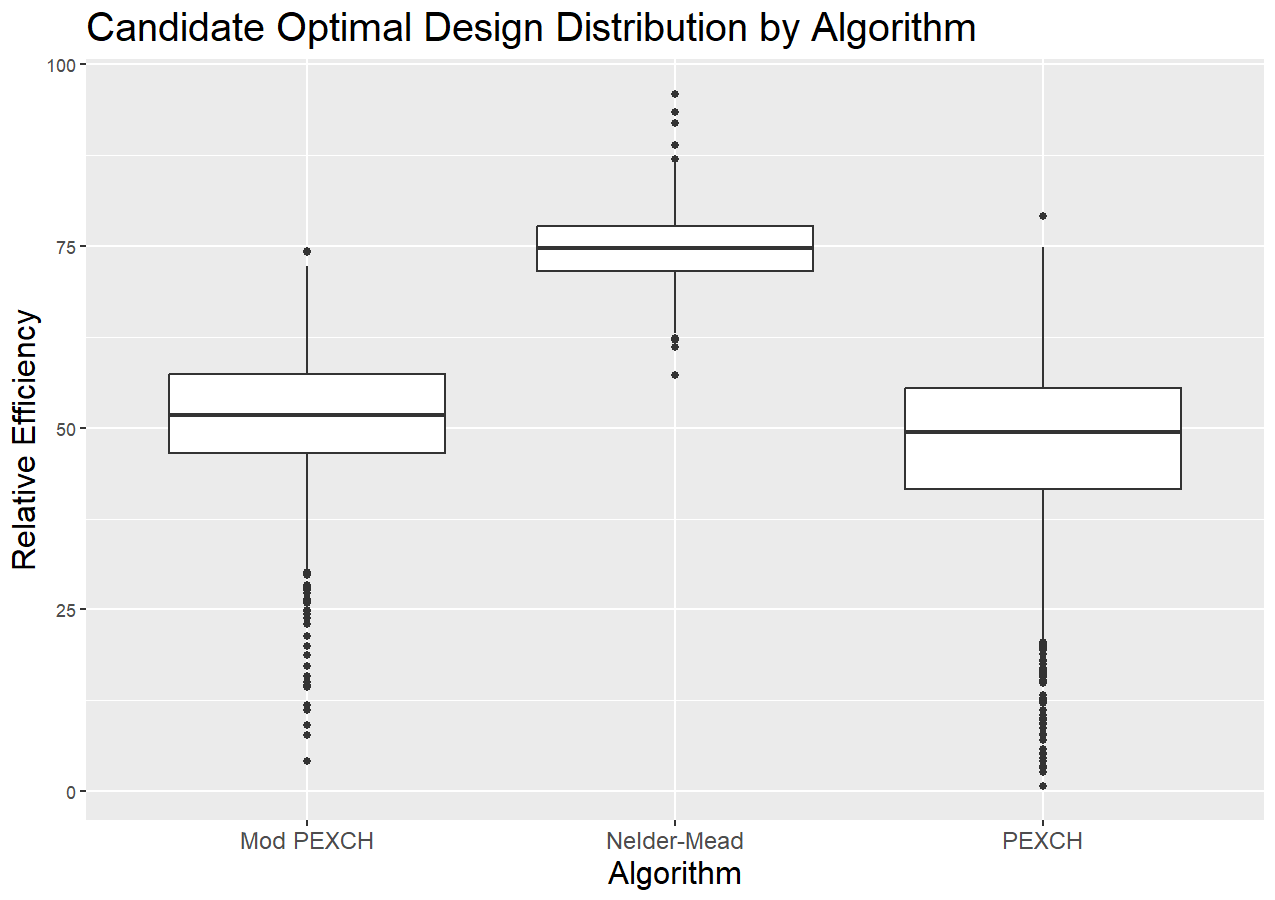 Candidate Optimal Design Distribution by Algorithm
100
75
50
25
0
Relative Efficiency
Mod PEXCH
Nelder-Mead
PEXCH
Algorithm